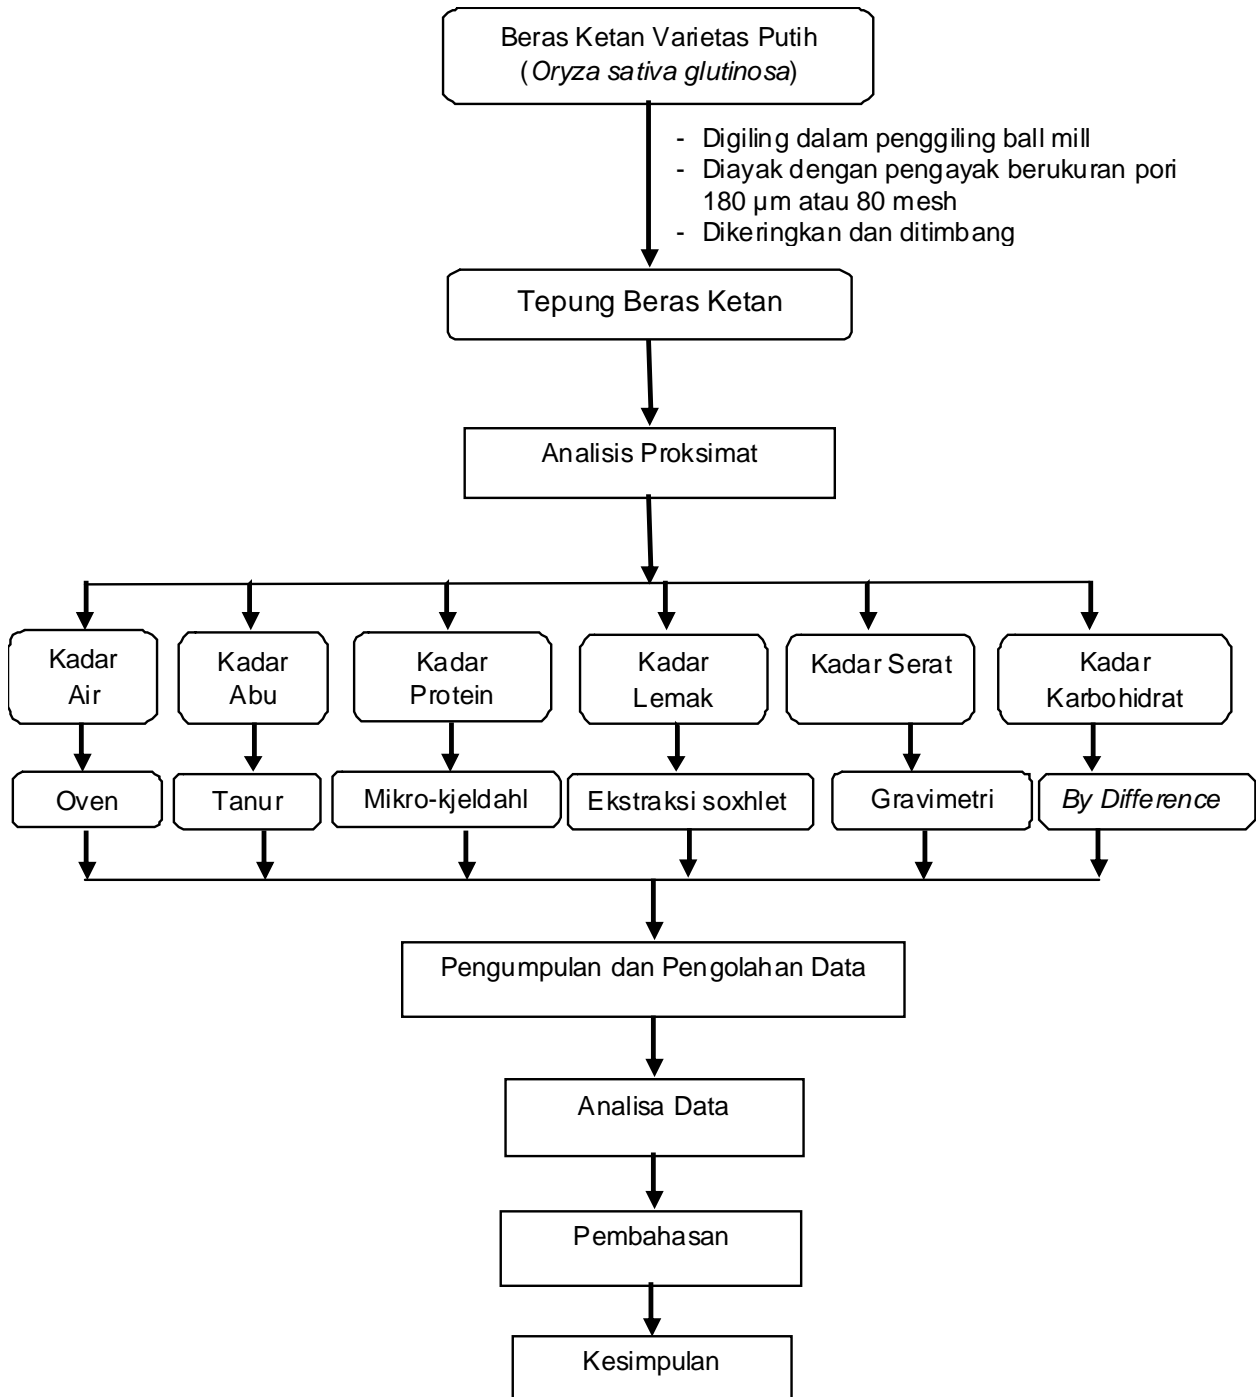 Beras Ketan Varietas Putih
(Oryza sativa glutinosa)
- Digiling dalam penggiling ball mill
- Diayak dengan pengayak berukuran pori
180 µm atau 80 mesh
- Dikeringkan dan ditimbang
Tepung Beras Ketan
Analisis Proksimat
Kadar
Air
Kadar
Abu
Kadar
Protein
Kadar
Lemak
Kadar Serat
Kadar
Karbohidrat
Oven
Tanur
Mikro-kjeldahl
Ekstraksi soxhlet
Gravimetri
By Difference
Pengumpulan dan Pengolahan Data
Analisa Data
Pembahasan
Kesimpulan